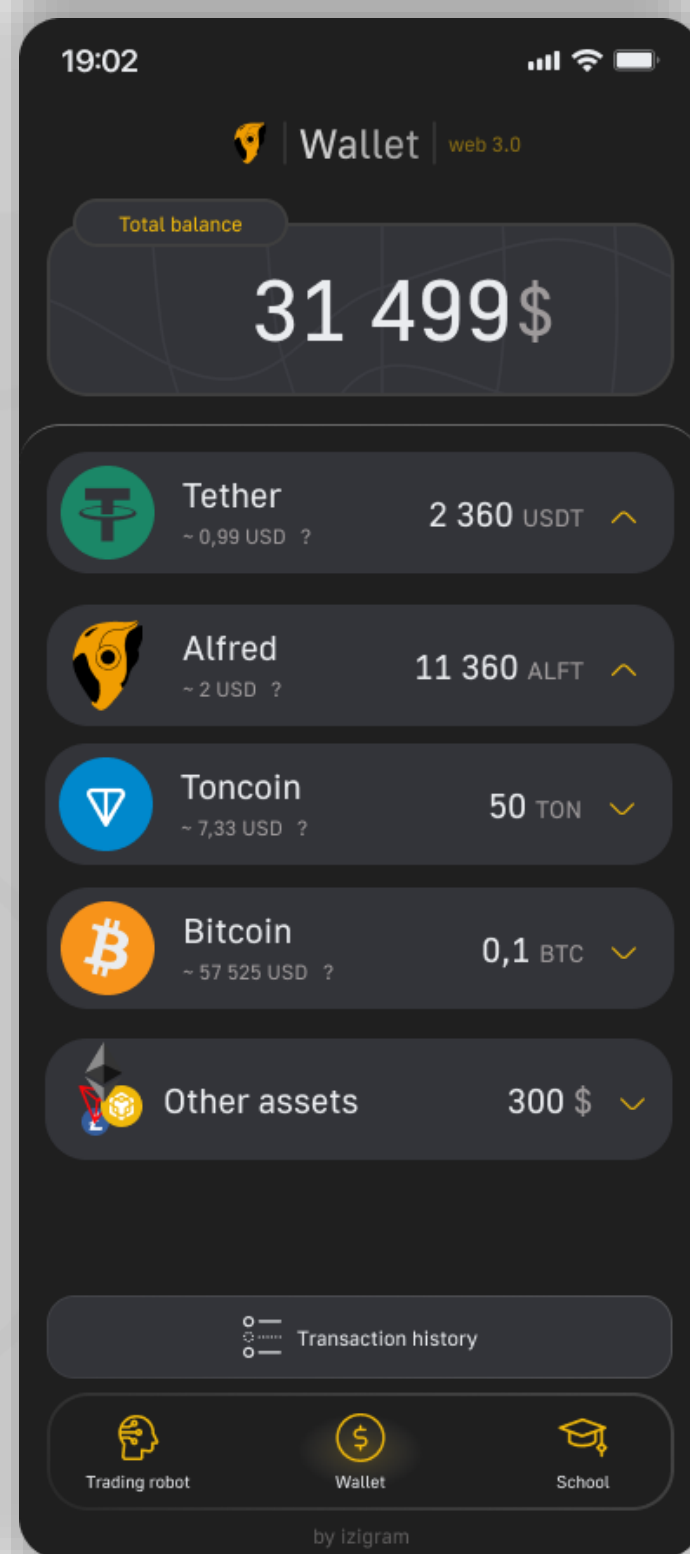 19:02
Wallet web 3.0
Total balance
31 499$
Tether
~ 0,99 USD ?
2 360 USDT
Alfred
~ 2 USD ?
11 360 ALFT
Toncoin
~ 7,33 USD ?
50 TON
Bitcoin
~ 57 525 USD ?
0,1 BTC
Other assets
300 $
Transaction history
Trading robot
Wallet
School
by izigram